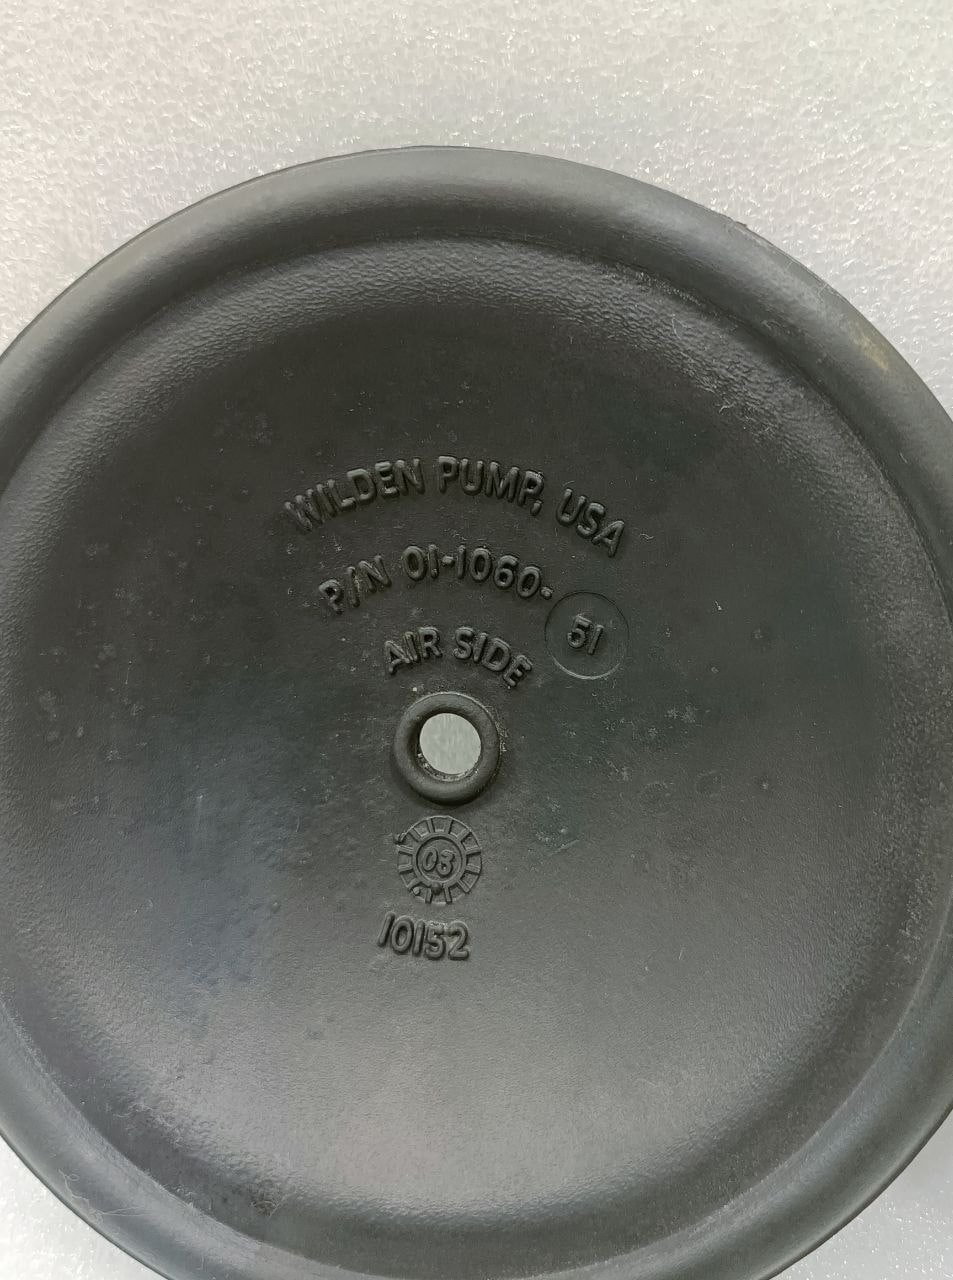 WILDEN PUMP, USA
P/N 01-1060-51
AIR SIDE
03
10152